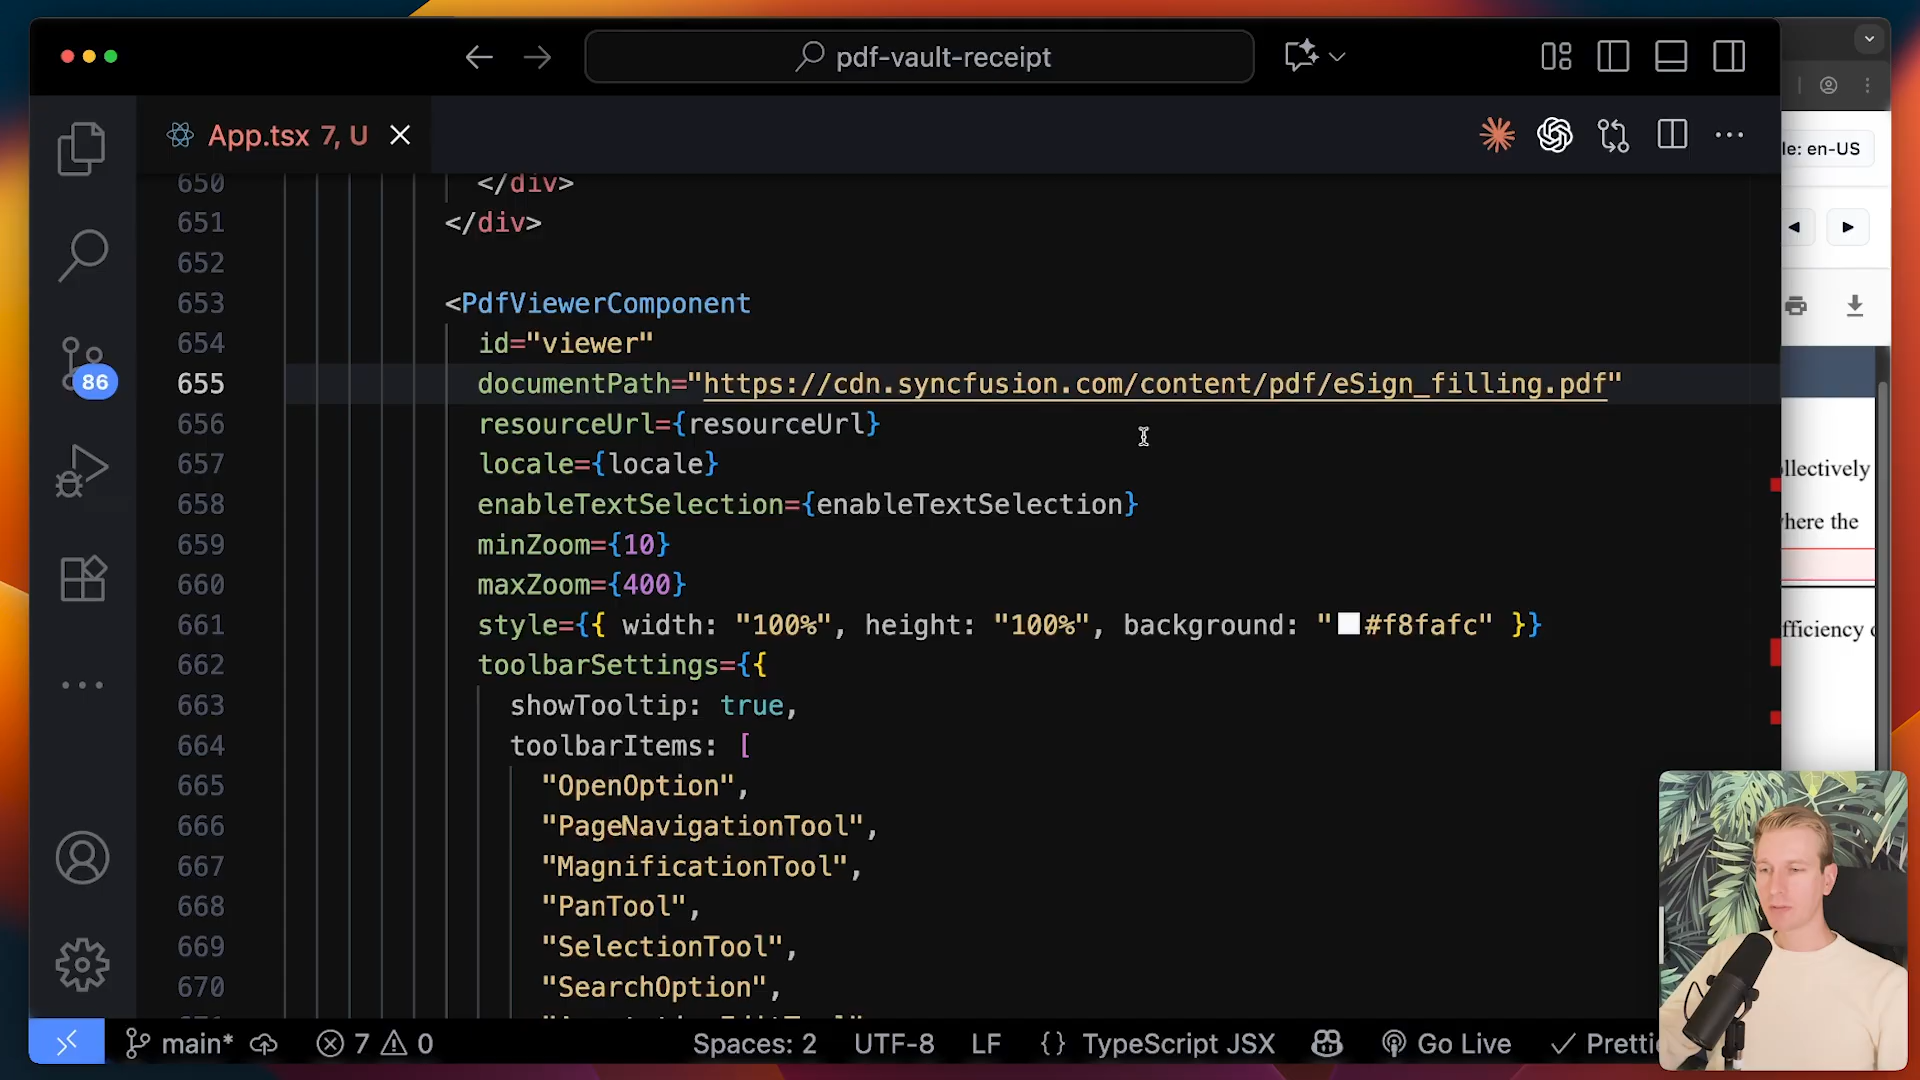 pdf-vault-receipt
App.tsx 7, U
le: en-US
650 </div>
651 </div>
652
653 <PdfViewerComponent
654 id="viewer"
655 documentPath="https://cdn.syncfusion.com/content/pdf/eSign_filling.pdf"
656 resourceUrl={resourceUrl}
657 locale={locale}
658 enableTextSelection={enableTextSelection}
659 minZoom={10}
660 maxZoom={400}
661 style={{ width: "100%", height: "100%", background: "#f8fafc" }}
662 toolbarSettings={{
663 showTooltip: true,
664 toolbarItems: [
665 "OpenOption",
666 "PageNavigationTool",
667 "MagnificationTool",
668 "PanTool",
669 "SelectionTool",
670 "SearchOption",
86
llectively
here the
fficiency
main* 7 0 Spaces: 2 UTF-8 LF {} TypeScript JSX Go Live Pretti